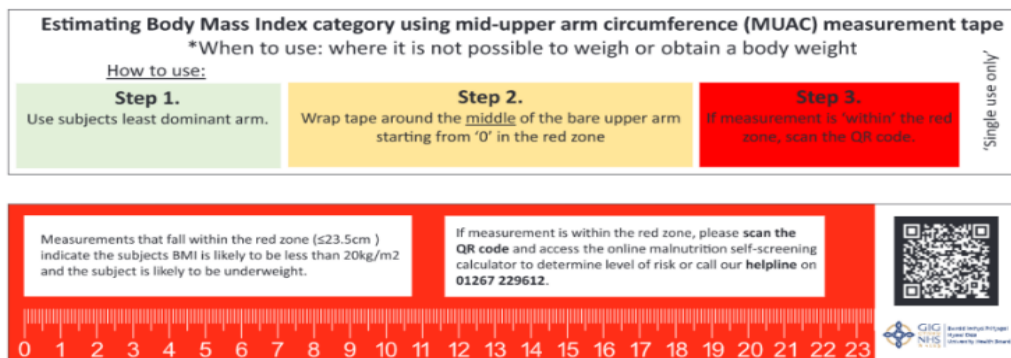 Estimating Body Mass Index category using mid-upper arm circumference (MUAC) measurement tape
*When to use: where it is not possible to weigh or obtain a body weight
How to use:
Step 1.
Use subjects least dominant arm.
Step 2.
Wrap tape around the middle of the bare upper arm
starting from '0' in the red zone
Step 3.
If measurement is 'within' the red
zone, scan the QR code.
'Single use only'
Measurements that fall within the red zone (≤23.5cm )
indicate the subjects BMI is likely to be less than 20kg/m2
and the subject is likely to be underweight.
If measurement is within the red zone, please scan the
QR code and access the online malnutrition self-screening
calculator to determine level of risk or call our helpline on
01267 229612.
0 1 2 3 4 5 6 7 8 9 10 11 12 13 14 15 16 17 18 19 20 21 22 23
GIG
NHS
Bwrdd Iechyd Prifysgol
Hywel Dda
University Health Board